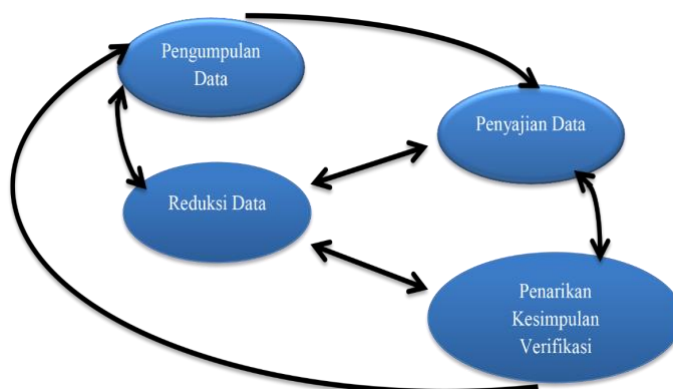 Pengumpulan
Data
Penyajian Data
Reduksi Data
Penarikan
Kesimpulan
Verifikasi